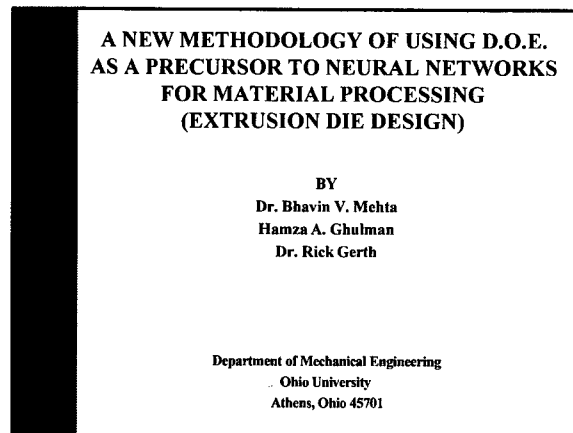 A NEW METHODOLOGY OF USING D.O.E.
AS A PRECURSOR TO NEURAL NETWORKS
FOR MATERIAL PROCESSING
(EXTRUSION DIE DESIGN)
BY
Dr. Bhavin V. Mehta
Hamza A. Ghulman
Dr. Rick Gerth
Department of Mechanical Engineering
Ohio University
Athens, Ohio 45701